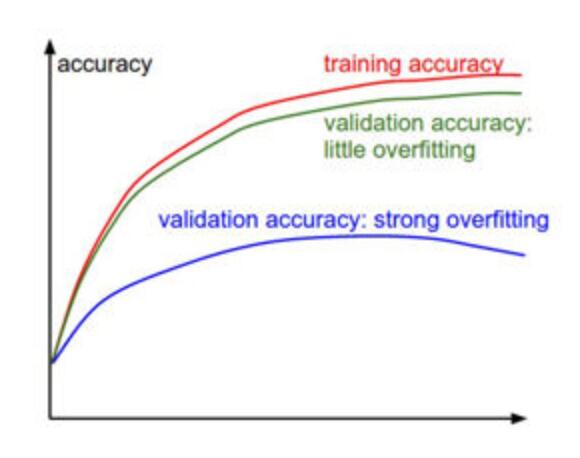 accuracy
training accuracy
validation accuracy:
little overfitting
validation accuracy: strong overfitting